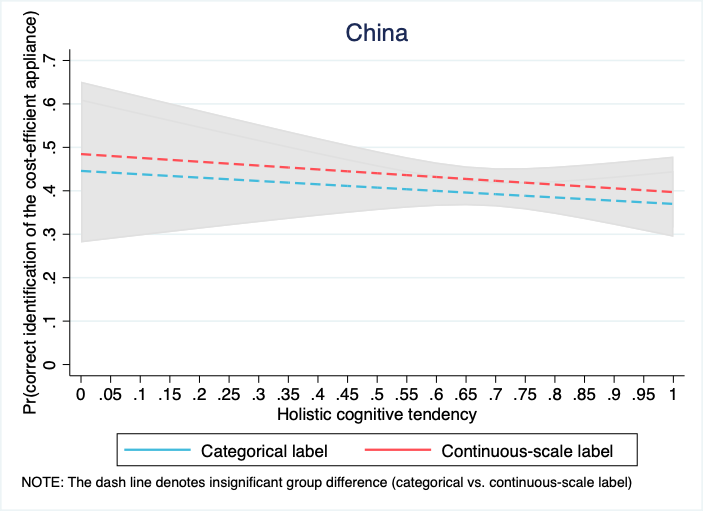 China
Pr(correct identification of the cost-efficient appliance)
.7
.6
.5
.4
.3
.2
.1
0
0 .05 .1 .15 .2 .25 .3 .35 .4 .45 .5 .55 .6 .65 .7 .75 .8 .85 .9 .95 1
Holistic cognitive tendency
Categorical label Continuous-scale label
NOTE: The dash line denotes insignificant group difference (categorical vs. continuous-scale label)